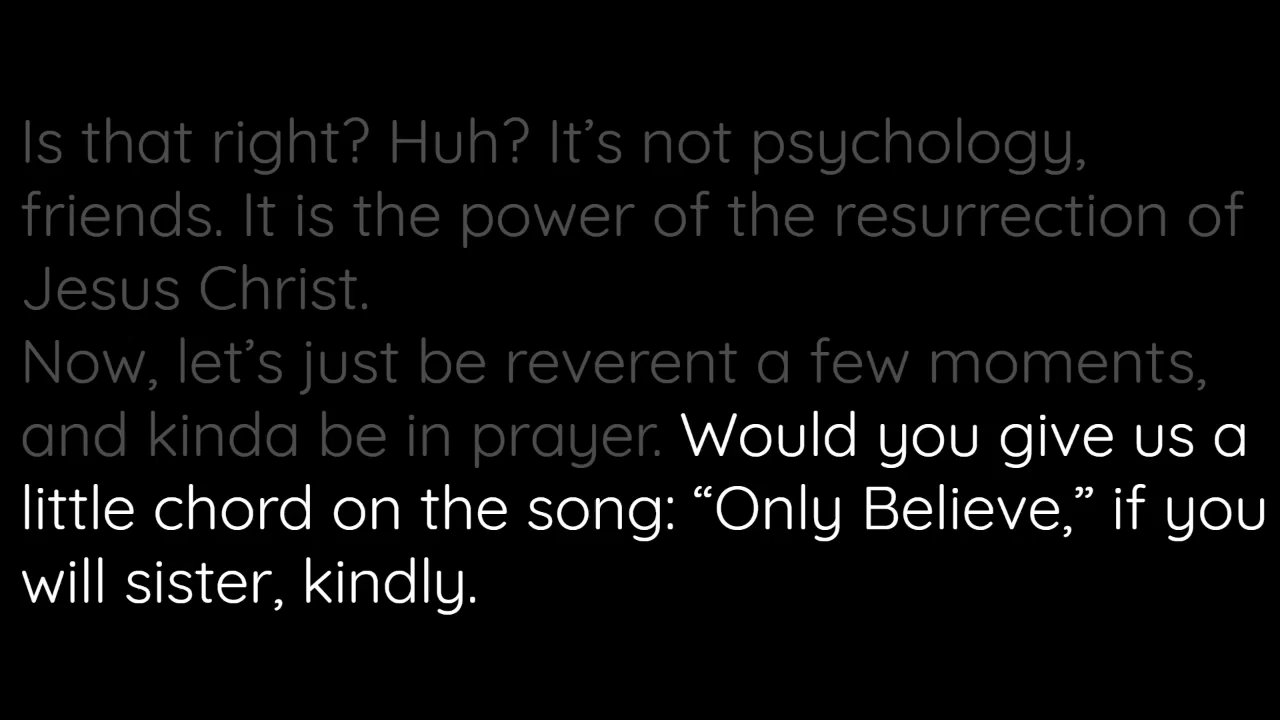 Is that right? Huh? It’s not psychology,
friends. It is the power of the resurrection of
Jesus Christ.
Now, let’s just be reverent a few moments,
and kinda be in prayer. Would you give us a
little chord on the song: “Only Believe,” if you
will sister, kindly.